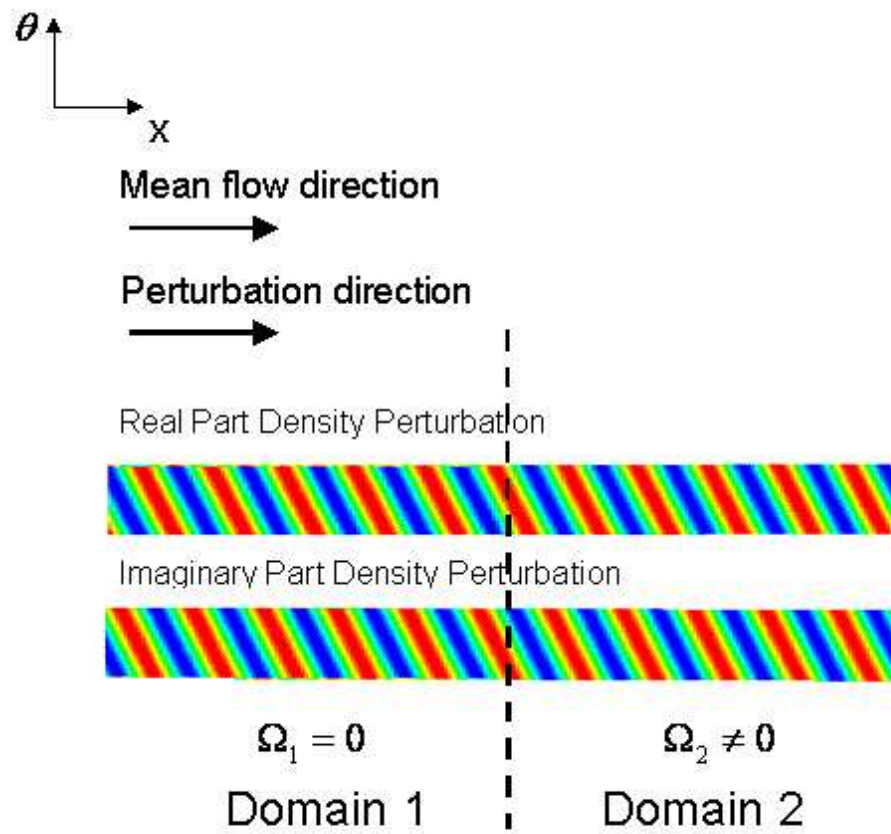 θ
x
Mean flow direction
Perturbation direction
Real Part Density Perturbation
Imaginary Part Density Perturbation
Ω₁ = 0
Ω₂ ≠ 0
Domain 1
Domain 2